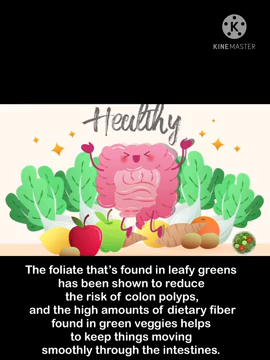 KINEMASTER
Healthy
The foliate that's found in leafy greens
has been shown to reduce
the risk of colon polyps,
and the high amounts of dietary fiber
found in green veggies helps
to keep things moving
smoothly through the intestines.